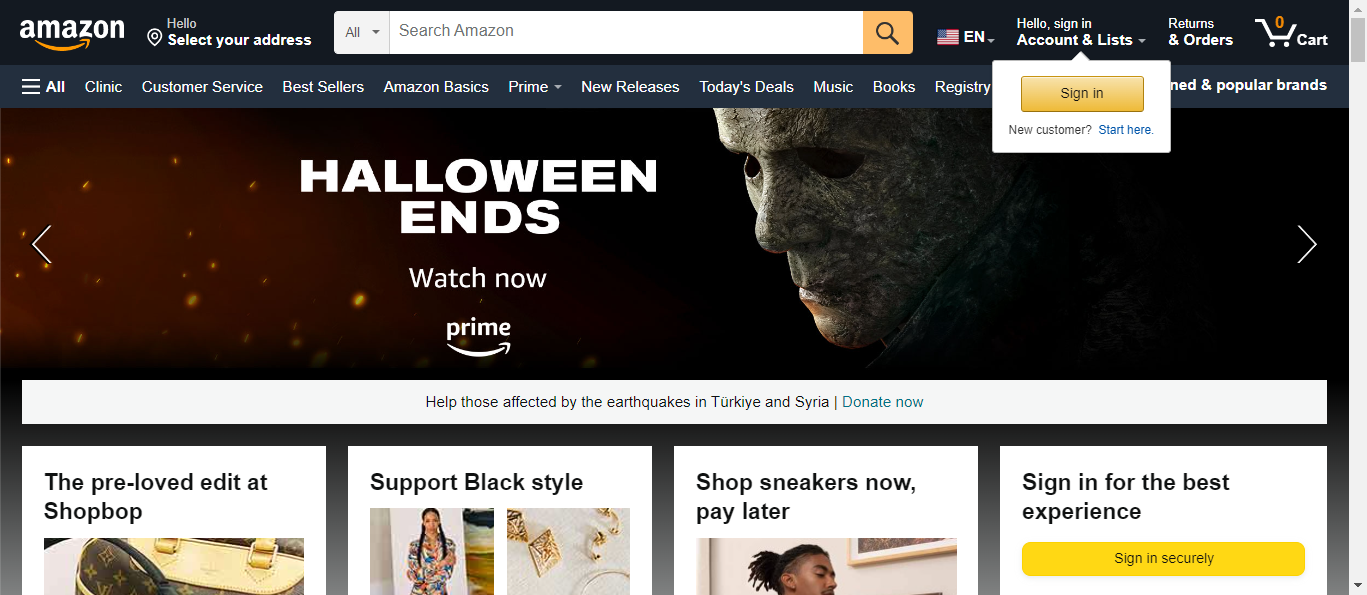 amazon
Hello
Select your address
All
Search Amazon
EN
Hello, sign in
Account & Lists
Returns
& Orders
0
Cart
All
Clinic
Customer Service
Best Sellers
Amazon Basics
Prime
New Releases
Today's Deals
Music
Books
Registry
& popular brands
Sign in
New customer? Start here.
HALLOWEEN
ENDS
Watch now
prime
Help those affected by the earthquakes in Türkiye and Syria | Donate now
The pre-loved edit at
Shopbop
Support Black style
Shop sneakers now,
pay later
Sign in for the best
experience
Sign in securely